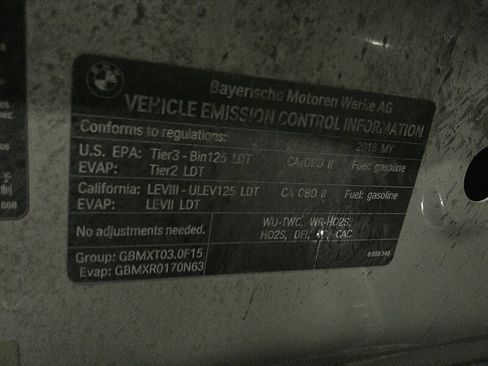 BMW
Bayerische Motoren Werke AG
VEHICLE EMISSION CONTROL INFORMATION
Conforms to regulations: 2016 MY
U.S. EPA: Tier3 - Bin125 LDT CA OBD II Fuel: gasoline
EVAP: Tier2 LDT
California: LEVIII - ULEV125 LDT CA OBD II Fuel: gasoline
EVAP: LEVII LDT
No adjustments needed.
WU-TWC, WR-HO2S,
HO2S, DFI, CAC
Group: GBMXT03.0F15
Evap: GBMXR0170N63